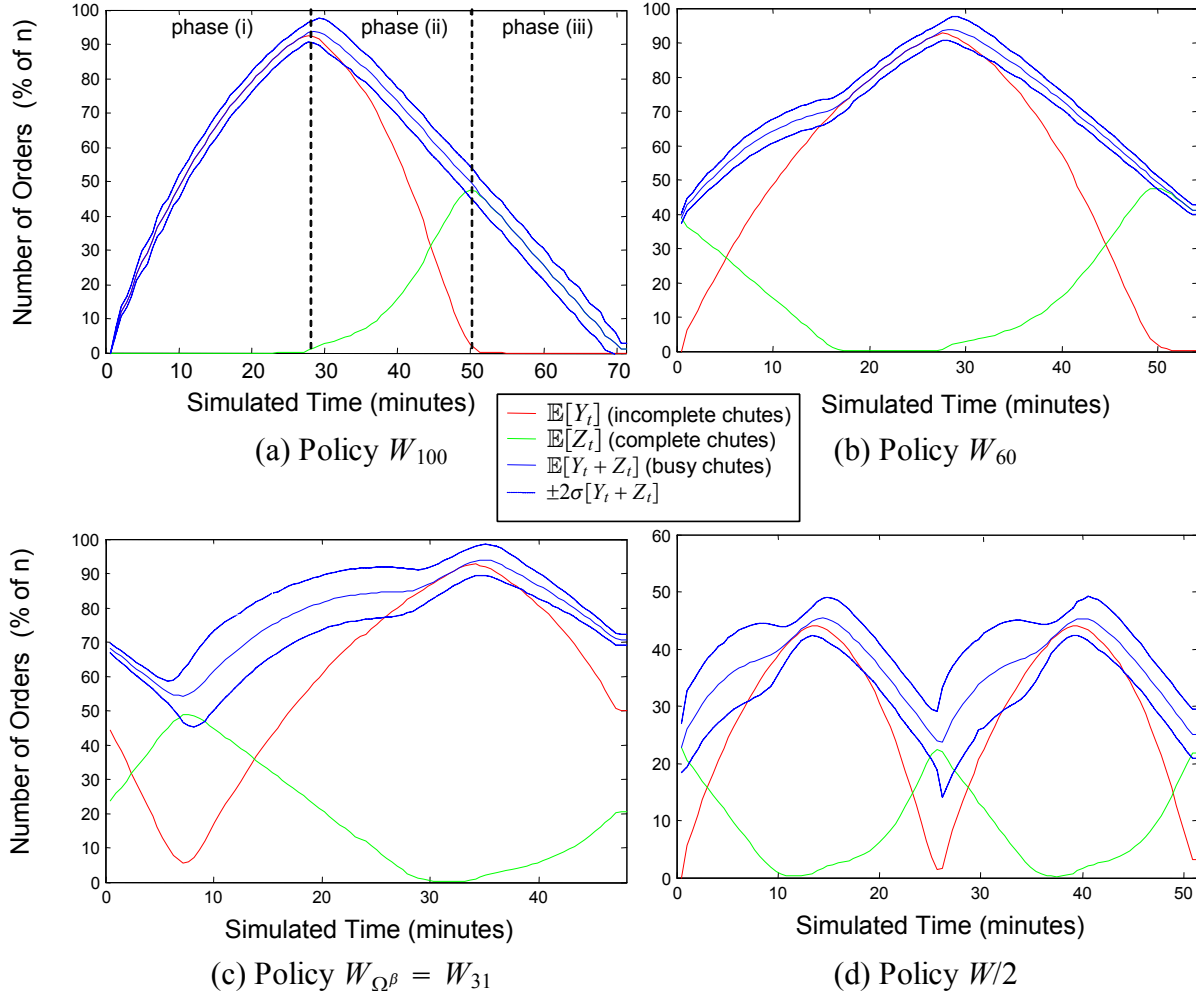 phase (i) phase (ii) phase (iii)
Number of Orders (% of n)
100
90
80
70
60
50
40
30
20
10
0
0 10 20 30 40 50 60 70
Simulated Time (minutes)
(a) Policy W₁₀₀
100
90
80
70
60
50
40
30
20
10
0
0 10 20 30 40 50
Simulated Time (minutes)
(b) Policy W₆₀
𝔼[Yₜ] (incomplete chutes)
𝔼[Zₜ] (complete chutes)
𝔼[Yₜ + Zₜ] (busy chutes)
±2σ[Yₜ + Zₜ]
Number of Orders (% of n)
100
90
80
70
60
50
40
30
20
10
0
0 10 20 30 40
Simulated Time (minutes)
(c) Policy W_Ω^β = W₃₁
60
50
40
30
20
10
0
0 10 20 30 40 50
Simulated Time (minutes)
(d) Policy W/2